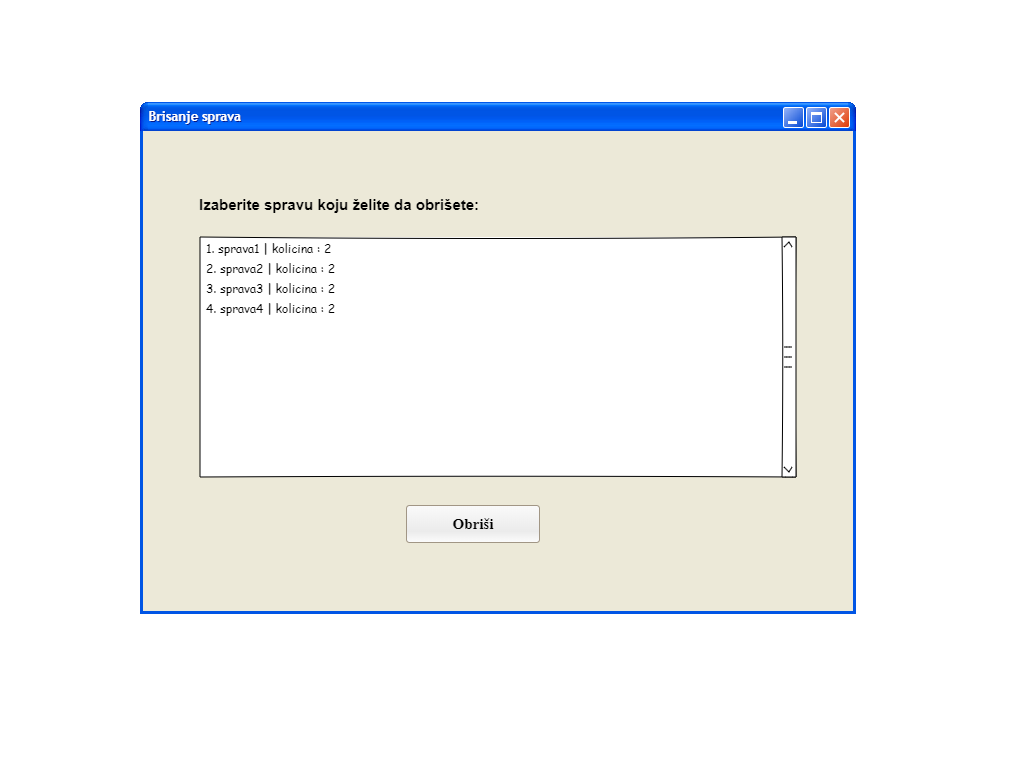 Brisanje sprava
Izaberite spravu koju želite da obrišete:
1. sprava1 | kolicina : 2
2. sprava2 | kolicina : 2
3. sprava3 | kolicina : 2
4. sprava4 | kolicina : 2
Obriši